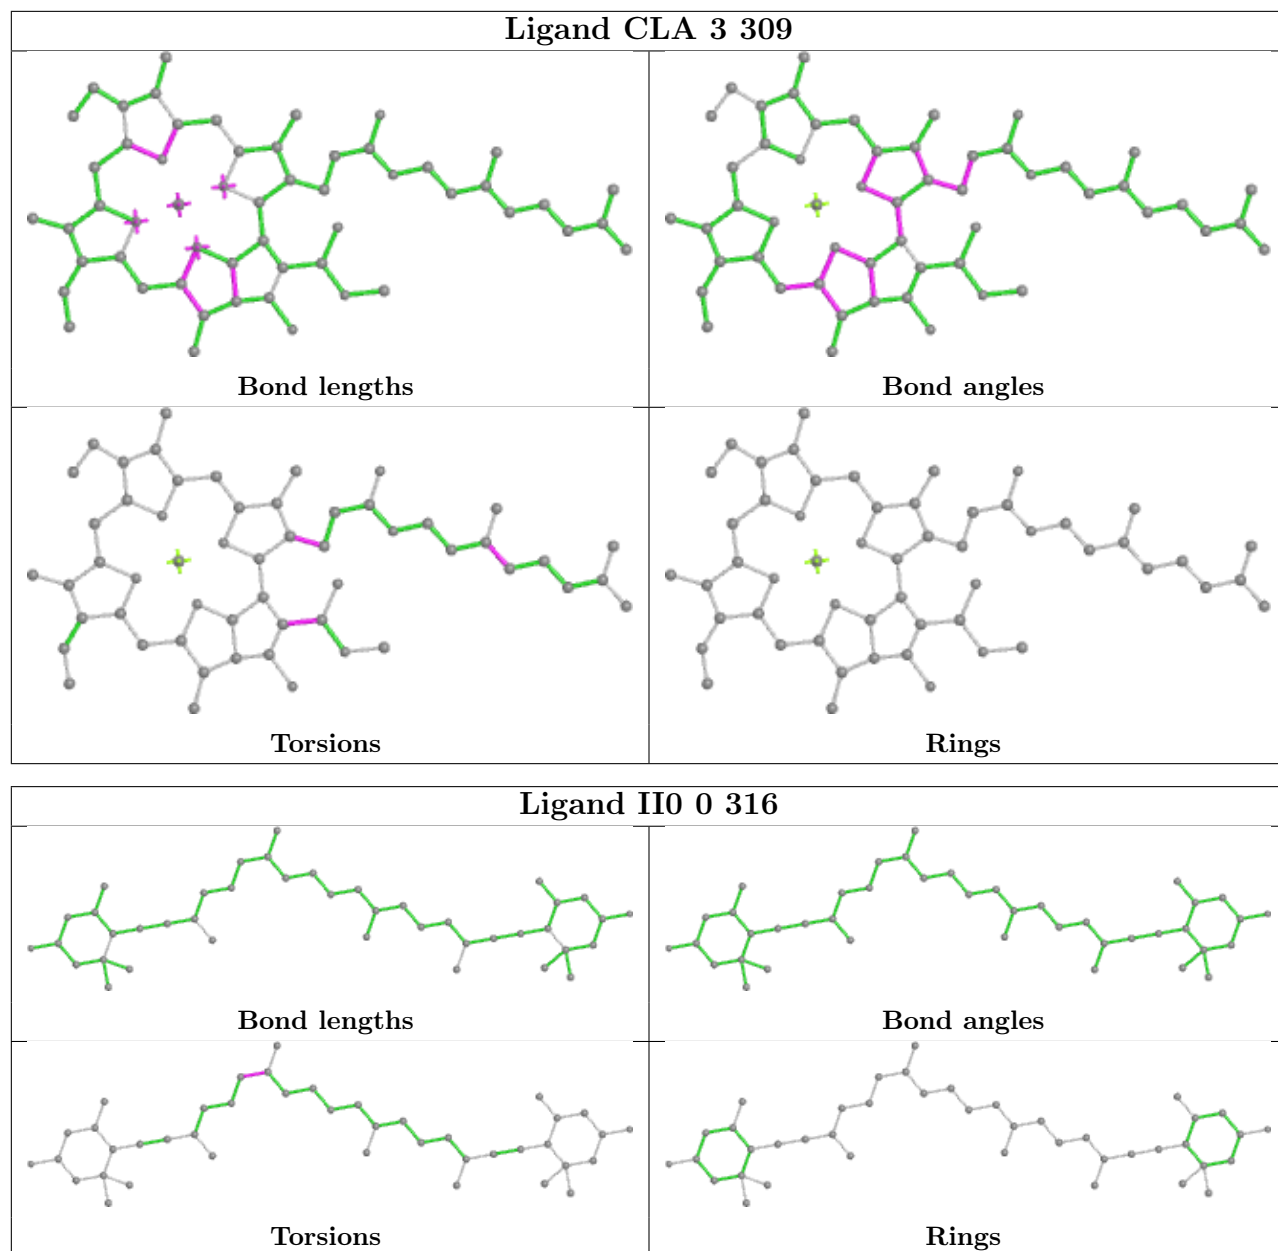 Ligand CLA 3 309
Bond lengths
Bond angles
Torsions
Rings
Ligand II0 0 316
Bond lengths
Bond angles
Torsions
Rings